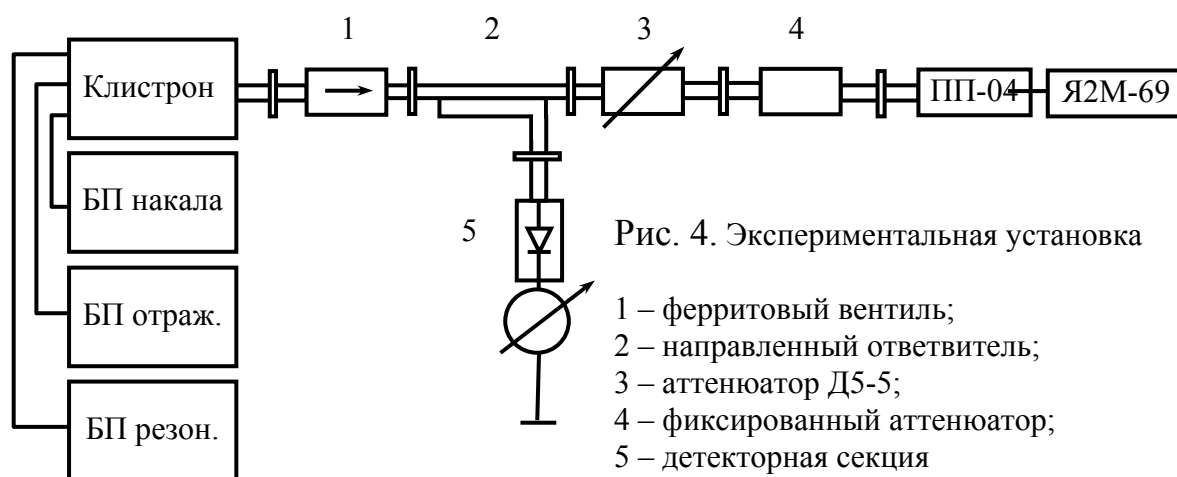 1 2 3 4
Клистрон ПП-04 Я2М-69
БП накала
5
Рис. 4. Экспериментальная установка
БП отраж.
1 – ферритовый вентиль;
2 – направленный ответвитель;
3 – аттенюатор Д5-5;
4 – фиксированный аттенюатор;
БП резон.
5 – детекторная секция